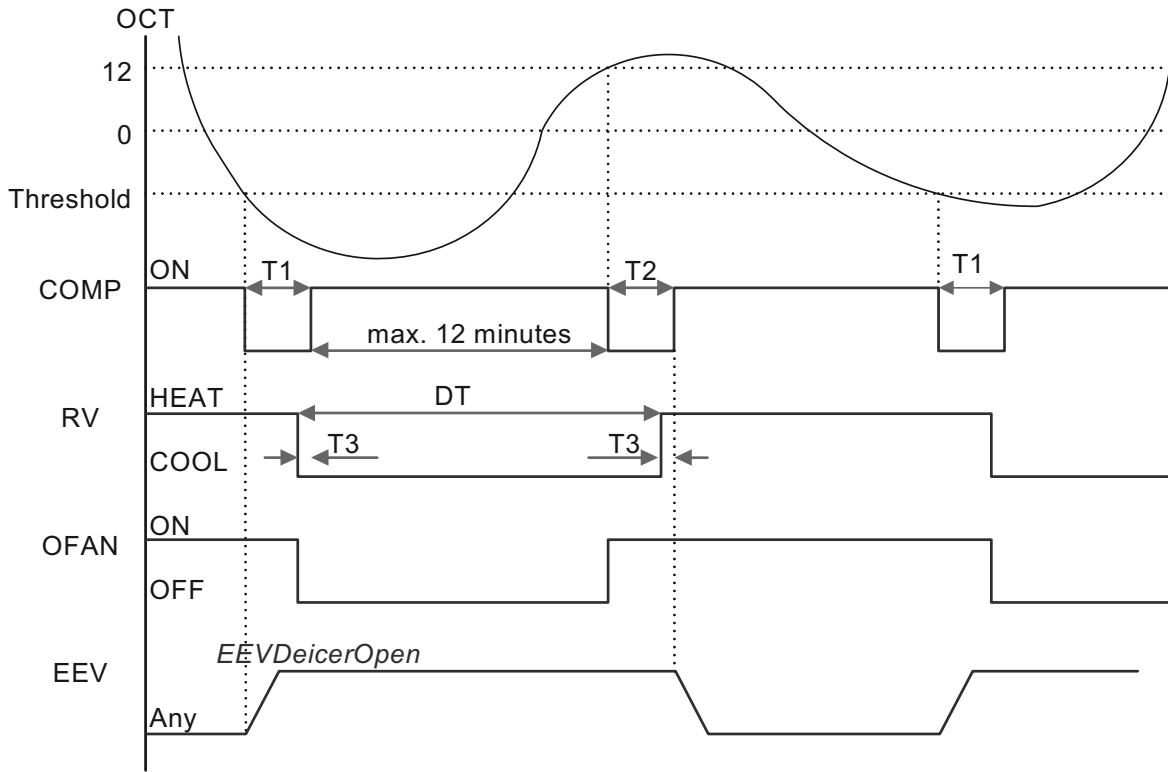 OCT
12
0
Threshold
COMP
ON
T1
T2
T1
max. 12 minutes
RV
HEAT
DT
COOL
T3
T3
OFAN
ON
OFF
EEV
EEVDeicerOpen
Any